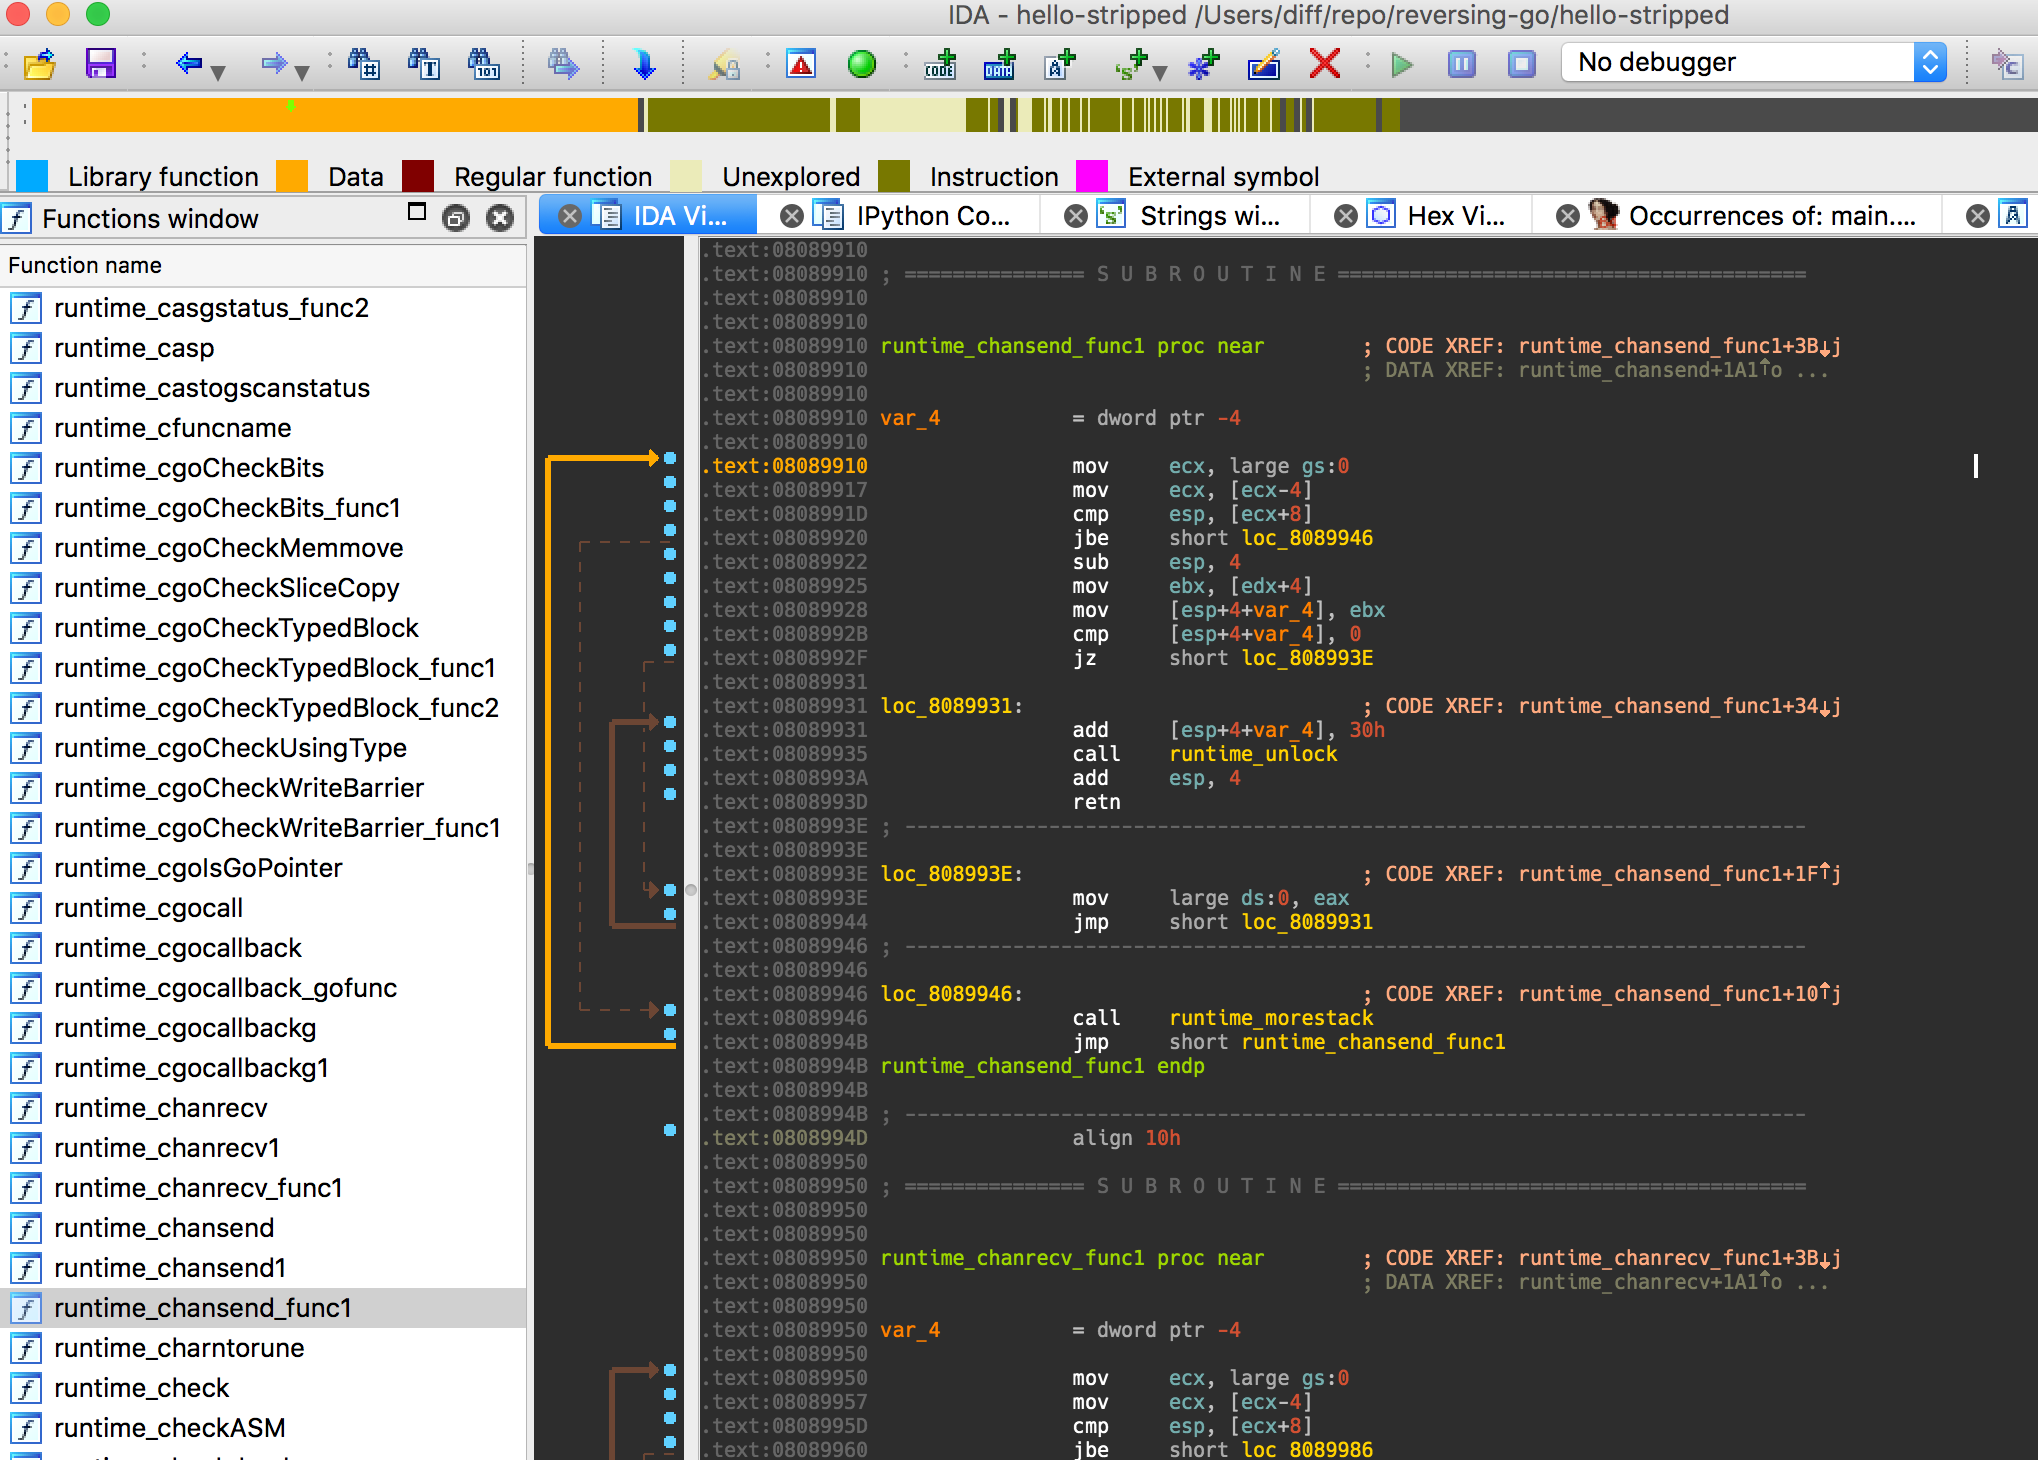 IDA - hello-stripped /Users/diff/repo/reversing-go/hello-stripped
No debugger
Library function Data Regular function Unexplored Instruction External symbol
Functions window
IDA Vi... IPython Co... Strings wi... Hex Vi... Occurrences of: main....
Function name
runtime_casgstatus_func2
runtime_casp
runtime_castogscanstatus
runtime_cfuncname
runtime_cgoCheckBits
runtime_cgoCheckBits_func1
runtime_cgoCheckMemmove
runtime_cgoCheckSliceCopy
runtime_cgoCheckTypedBlock
runtime_cgoCheckTypedBlock_func1
runtime_cgoCheckTypedBlock_func2
runtime_cgoCheckUsingType
runtime_cgoCheckWriteBarrier
runtime_cgoCheckWriteBarrier_func1
runtime_cgoIsGoPointer
runtime_cgocall
runtime_cgocallback
runtime_cgocallback_gofunc
runtime_cgocallbackg
runtime_cgocallbackg1
runtime_chanrecv
runtime_chanrecv1
runtime_chanrecv_func1
runtime_chansend
runtime_chansend1
runtime_chansend_func1
runtime_charntorune
runtime_check
runtime_checkASM
.text:08089910
.text:08089910 ; =============== S U B R O U T I N E =======================================
.text:08089910
.text:08089910
.text:08089910 runtime_chansend_func1 proc near ; CODE XREF: runtime_chansend_func1+3B↓j
.text:08089910 ; DATA XREF: runtime_chansend+1A1↑o ...
.text:08089910
.text:08089910 var_4 = dword ptr -4
.text:08089910
.text:08089910 mov ecx, large gs:0
.text:08089917 mov ecx, [ecx-4]
.text:0808991D cmp esp, [ecx+8]
.text:08089920 jbe short loc_8089946
.text:08089922 sub esp, 4
.text:08089925 mov ebx, [edx+4]
.text:08089928 mov [esp+4+var_4], ebx
.text:0808992B cmp [esp+4+var_4], 0
.text:0808992F jz short loc_808993E
.text:08089931
.text:08089931 loc_8089931: ; CODE XREF: runtime_chansend_func1+34↓j
.text:08089931 add [esp+4+var_4], 30h
.text:08089935 call runtime_unlock
.text:0808993A add esp, 4
.text:0808993D retn
.text:0808993E ; ---------------------------------------------------------------------------
.text:0808993E
.text:0808993E loc_808993E: ; CODE XREF: runtime_chansend_func1+1F↑j
.text:0808993E mov large ds:0, eax
.text:08089944 jmp short loc_8089931
.text:08089946 ; ---------------------------------------------------------------------------
.text:08089946
.text:08089946 loc_8089946: ; CODE XREF: runtime_chansend_func1+10↑j
.text:08089946 call runtime_morestack
.text:0808994B jmp short runtime_chansend_func1
.text:0808994B runtime_chansend_func1 endp
.text:0808994B
.text:0808994B ; ---------------------------------------------------------------------------
.text:0808994D align 10h
.text:08089950
.text:08089950 ; =============== S U B R O U T I N E =======================================
.text:08089950
.text:08089950
.text:08089950 runtime_chanrecv_func1 proc near ; CODE XREF: runtime_chanrecv_func1+3B↓j
.text:08089950 ; DATA XREF: runtime_chanrecv+1A1↑o ...
.text:08089950
.text:08089950 var_4 = dword ptr -4
.text:08089950
.text:08089950 mov ecx, large gs:0
.text:08089957 mov ecx, [ecx-4]
.text:0808995D cmp esp, [ecx+8]
.text:08089960 jbe short loc_8089986